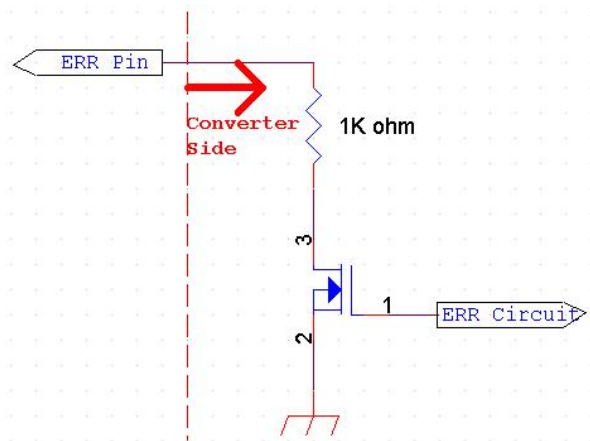 ERR Pin
Converter
Side
1K ohm
3
1
ERR Circuit
2